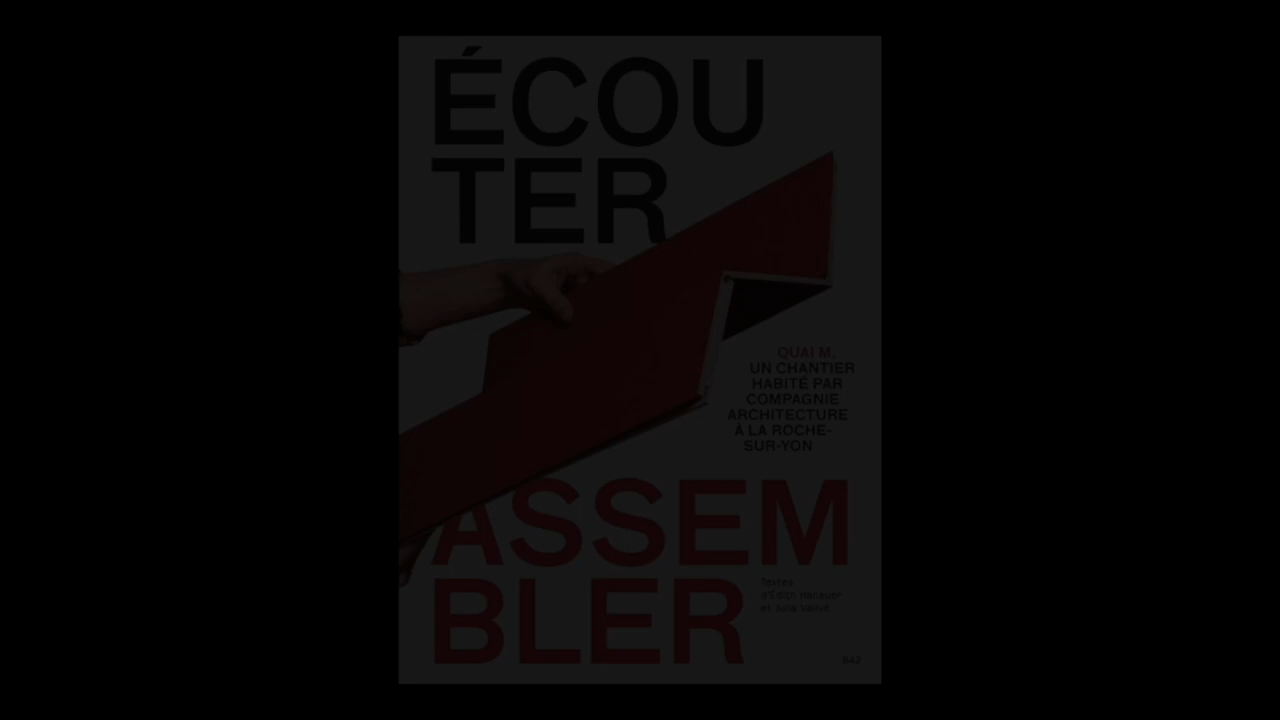 ÉCOU
TER
QUAI M,
UN CHANTIER
HABITÉ PAR
COMPAGNIE
ARCHITECTURE
À LA ROCHE-
SUR-YON
ASSEM
BLER
Textes
d'Édith Hallauer
et Julie Vallvé